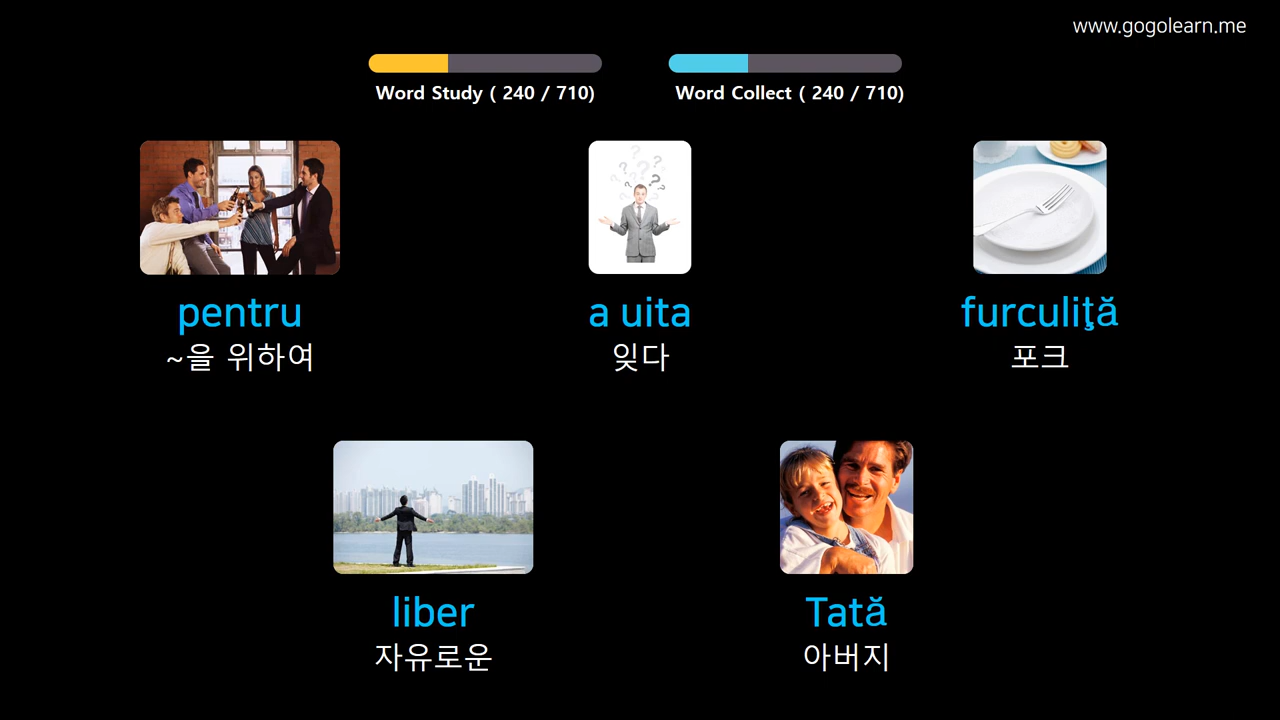 www.gogolearn.me
Word Study ( 240 / 710)
Word Collect ( 240 / 710)
pentru
~을 위하여
a uita
잊다
furculiţă
포크
liber
자유로운
Tată
아버지